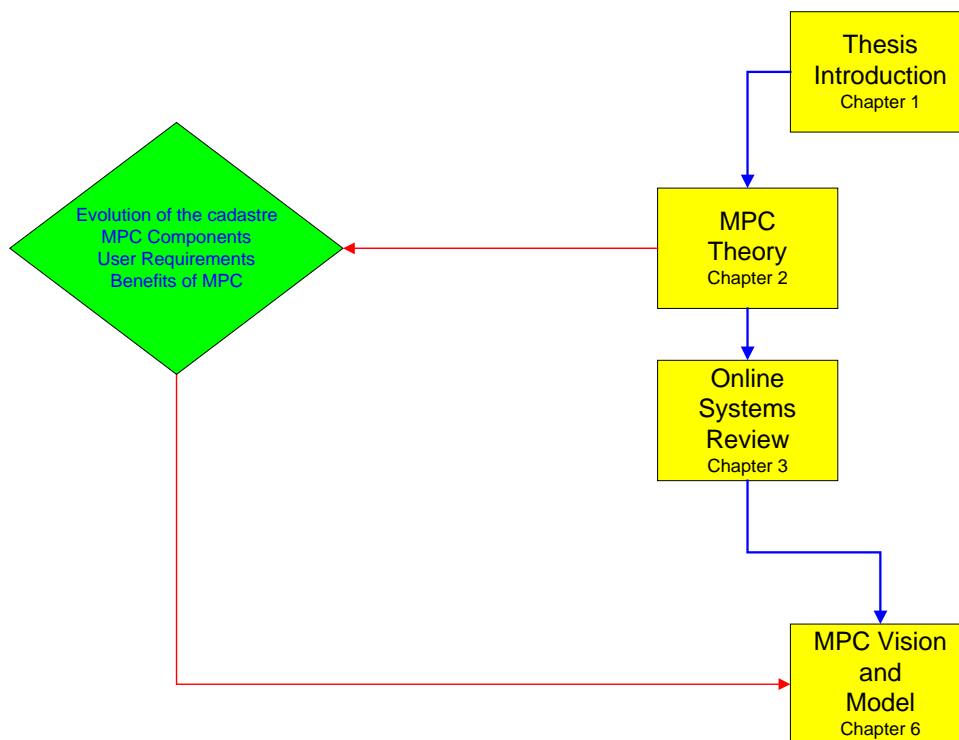 Thesis
Introduction
Chapter 1
Evolution of the cadastre
MPC Components
User Requirements
Benefits of MPC
MPC
Theory
Chapter 2
Online
Systems
Review
Chapter 3
MPC Vision
and
Model
Chapter 6